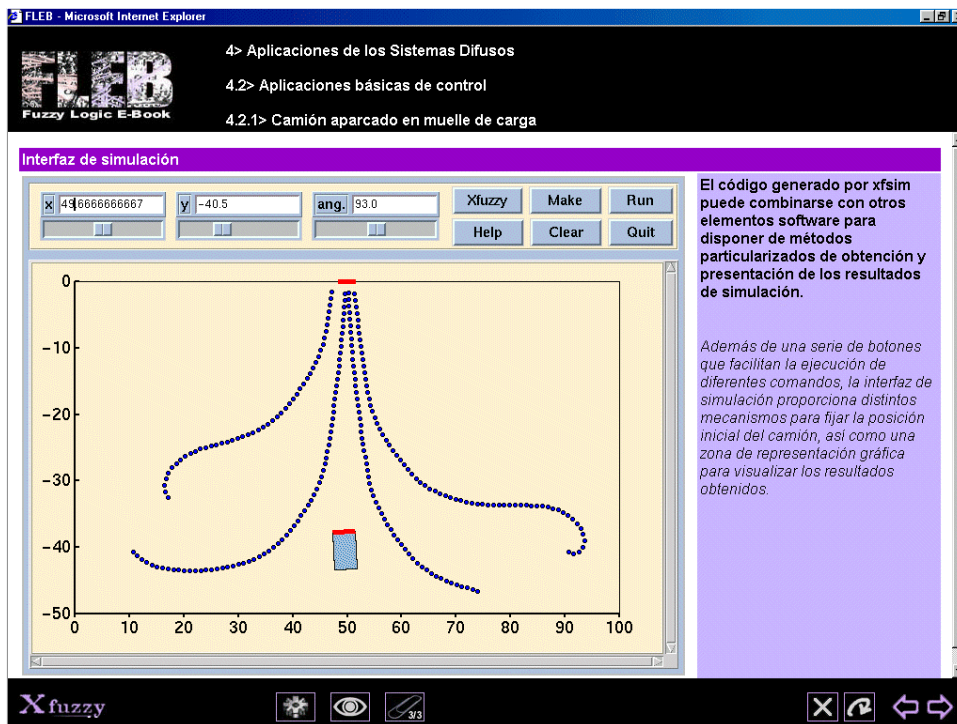 FLEB - Microsoft Internet Explorer
FLEB
Fuzzy Logic E-Book
4> Aplicaciones de los Sistemas Difusos
4.2> Aplicaciones básicas de control
4.2.1> Camión aparcado en muelle de carga
Interfaz de simulación
x 49.6666666667 y -40.5 ang. 93.0
Xfuzzy Make Run
Help Clear Quit
0
-10
-20
-30
-40
-50
0 10 20 30 40 50 60 70 80 90 100
El código generado por xfsim
puede combinarse con otros
elementos software para
disponer de métodos
particularizados de obtención y
presentación de los resultados
de simulación.
Además de una serie de botones
que facilitan la ejecución de
diferentes comandos, la interfaz de
simulación proporciona distintos
mecanismos para fijar la posición
inicial del camión, así como una
zona de representación gráfica
para visualizar los resultados
obtenidos.
Xfuzzy
3/3